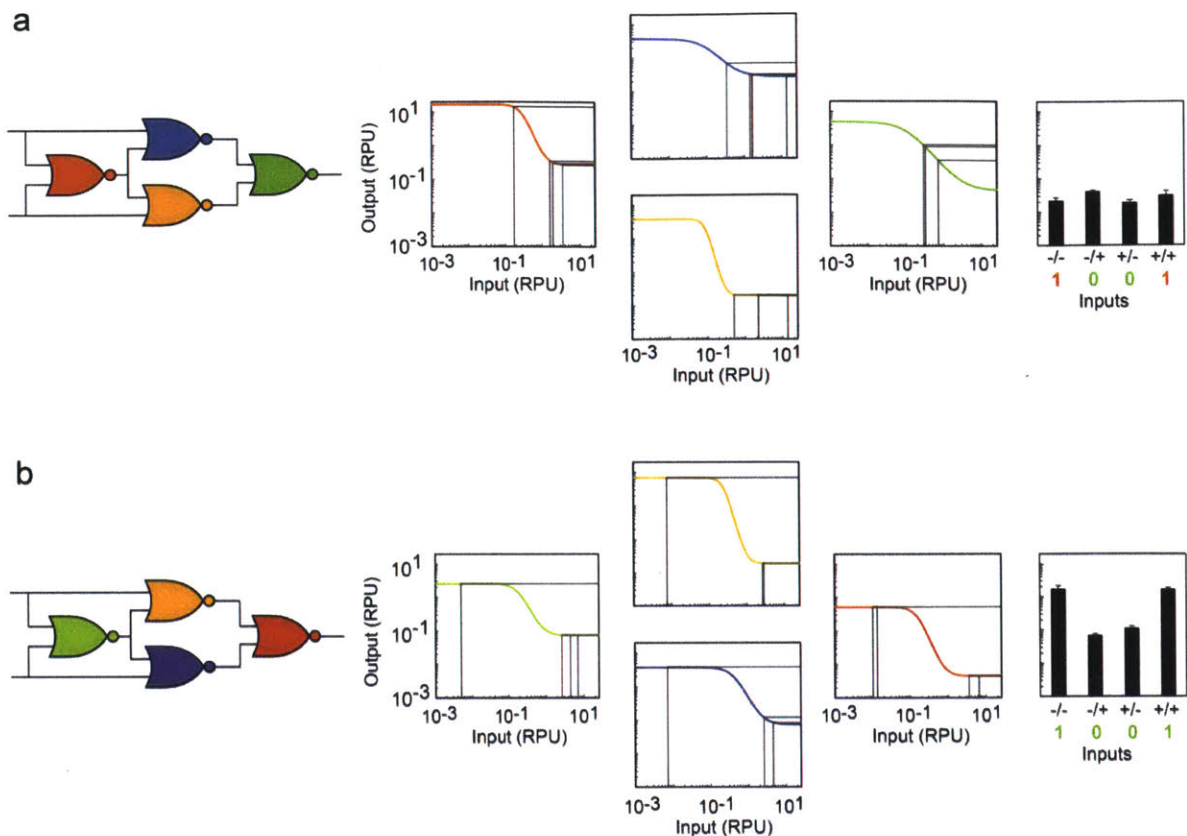 a
Output (RPU)
10^1
10^-1
10^-3
10^-3 10^-1 10^1
Input (RPU)
10^-3 10^-1 10^1
Input (RPU)
10^-3 10^-1 10^1
Input (RPU)
-/- -/+ +/- +/+
1 0 0 1
Inputs
b
Output (RPU)
10^1
10^-1
10^-3
10^-3 10^-1 10^1
Input (RPU)
10^-3 10^-1 10^1
Input (RPU)
10^-3 10^-1 10^1
Input (RPU)
-/- -/+ +/- +/+
1 0 0 1
Inputs